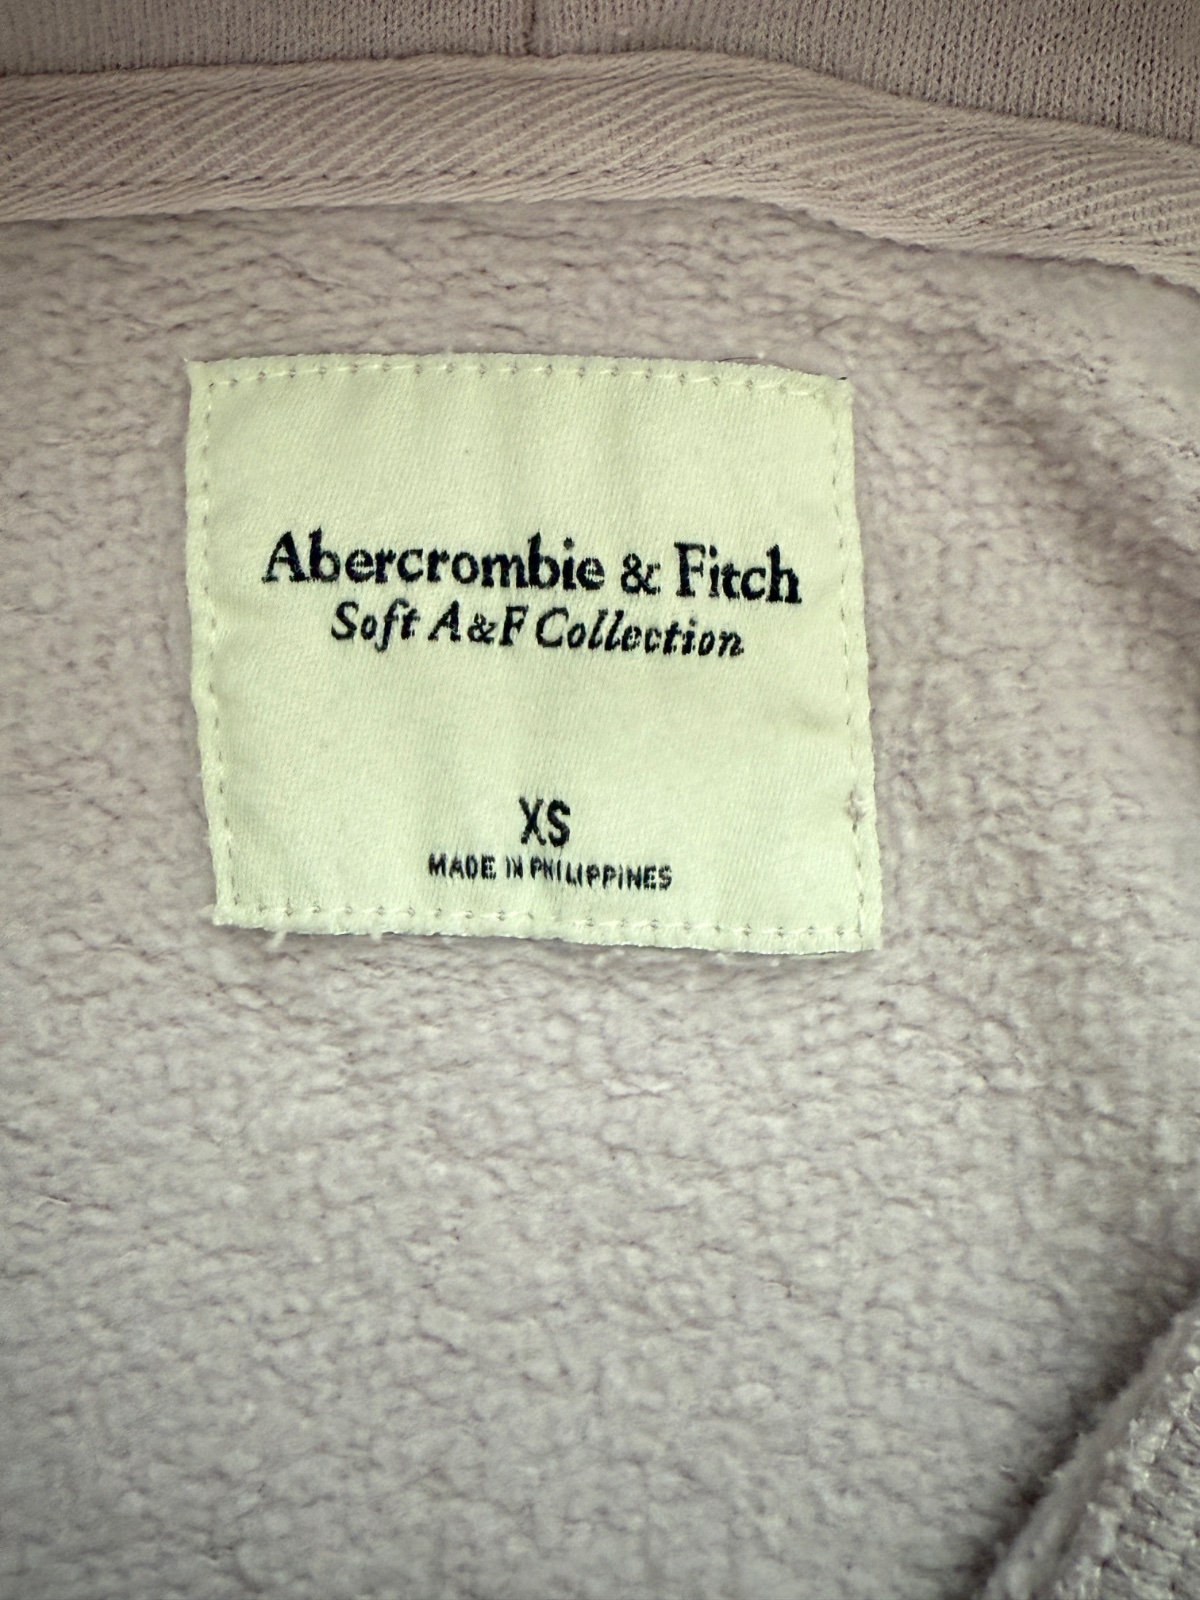 Abercrombie & Fitch
Soft A&F Collection
XS
MADE IN PHILIPPINES